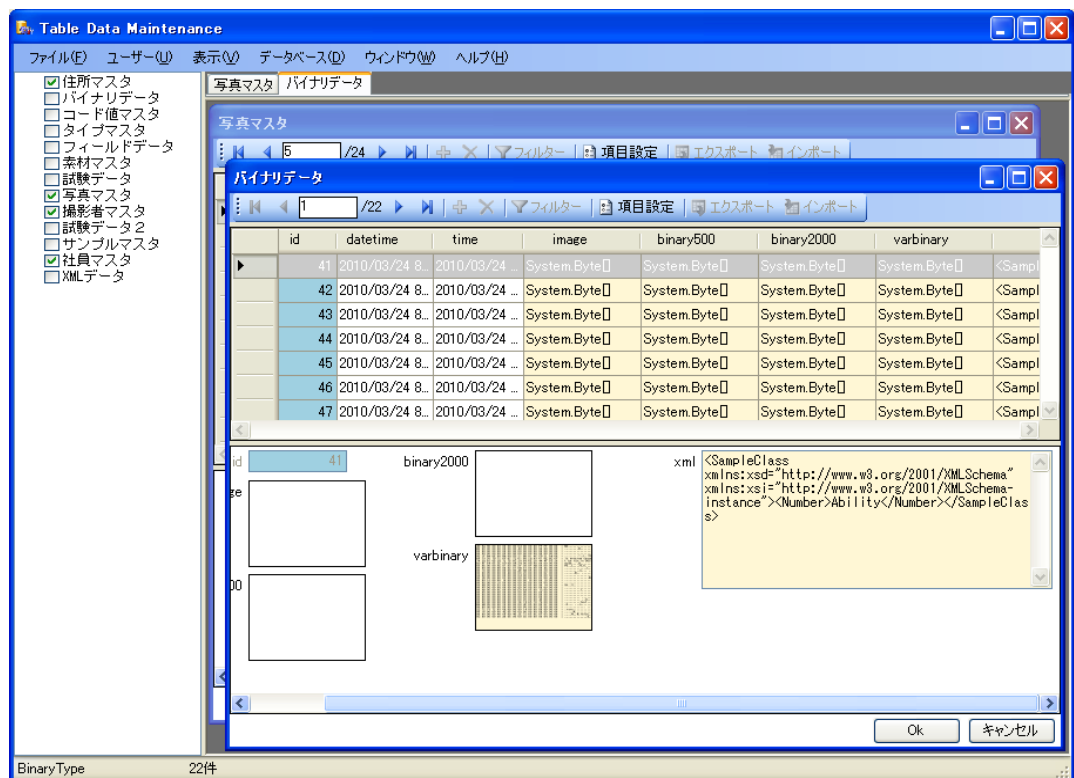 Table Data Maintenance
ファイル(F) ユーザー(U) 表示(V) データベース(D) ウィンドウ(W) ヘルプ(H)
住所マスタ
バイナリデータ
コード値マスタ
タイプマスタ
フィールドデータ
素材マスタ
試験データ
写真マスタ
撮影者マスタ
試験データ2
サンプルマスタ
社員マスタ
XMLデータ
写真マスタ バイナリデータ
写真マスタ
5 /24 フィルター 項目設定 エクスポート インポート
バイナリデータ
1 /22 フィルター 項目設定 エクスポート インポート
id datetime time image binary500 binary2000 varbinary
41 2010/03/24 8... 2010/03/24 ... System.Byte[] System.Byte[] System.Byte[] System.Byte[] <Sampl
42 2010/03/24 8... 2010/03/24 ... System.Byte[] System.Byte[] System.Byte[] System.Byte[] <Sampl
43 2010/03/24 8... 2010/03/24 ... System.Byte[] System.Byte[] System.Byte[] System.Byte[] <Sampl
44 2010/03/24 8... 2010/03/24 ... System.Byte[] System.Byte[] System.Byte[] System.Byte[] <Sampl
45 2010/03/24 8... 2010/03/24 ... System.Byte[] System.Byte[] System.Byte[] System.Byte[] <Sampl
46 2010/03/24 8... 2010/03/24 ... System.Byte[] System.Byte[] System.Byte[] System.Byte[] <Sampl
47 2010/03/24 8... 2010/03/24 ... System.Byte[] System.Byte[] System.Byte[] System.Byte[] <Sampl
id 41
ge
00
binary2000
varbinary
xml
<SampleClass
xmlns:xsd="http://www.w3.org/2001/XMLSchema"
xmlns:xsi="http://www.w3.org/2001/XMLSchema-
instance"><Number>Ability</Number></SampleClas
s>
Ok キャンセル
BinaryType 22件